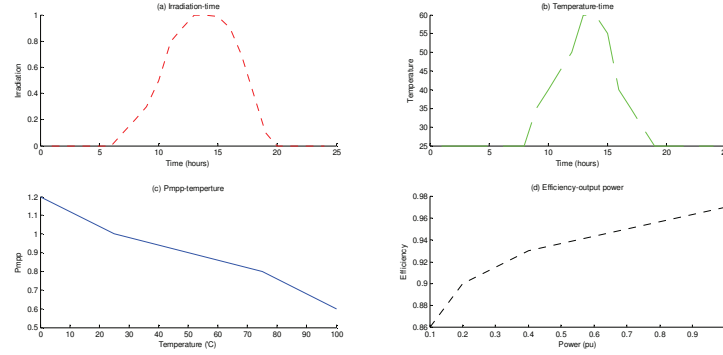 (a) Irradiation-time
1
0.8
0.6
0.4
0.2
0
Irradiation
0 5 10 15 20 25
Time (hours)
(b) Temperature-time
60
55
50
45
40
35
30
25
Temperature
0 5 10 15 20
Time (hours)
(c) Pmpp-temperture
1.2
1.1
1.0
0.9
0.8
0.7
0.6
0.5
Pmpp
0 10 20 30 40 50 60 70 80 90 100
Temperature ('C)
(d) Efficiency-output power
0.98
0.96
0.94
0.92
0.9
0.88
0.86
Efficiency
0.1 0.2 0.3 0.4 0.5 0.6 0.7 0.8 0.9
Power (pu)